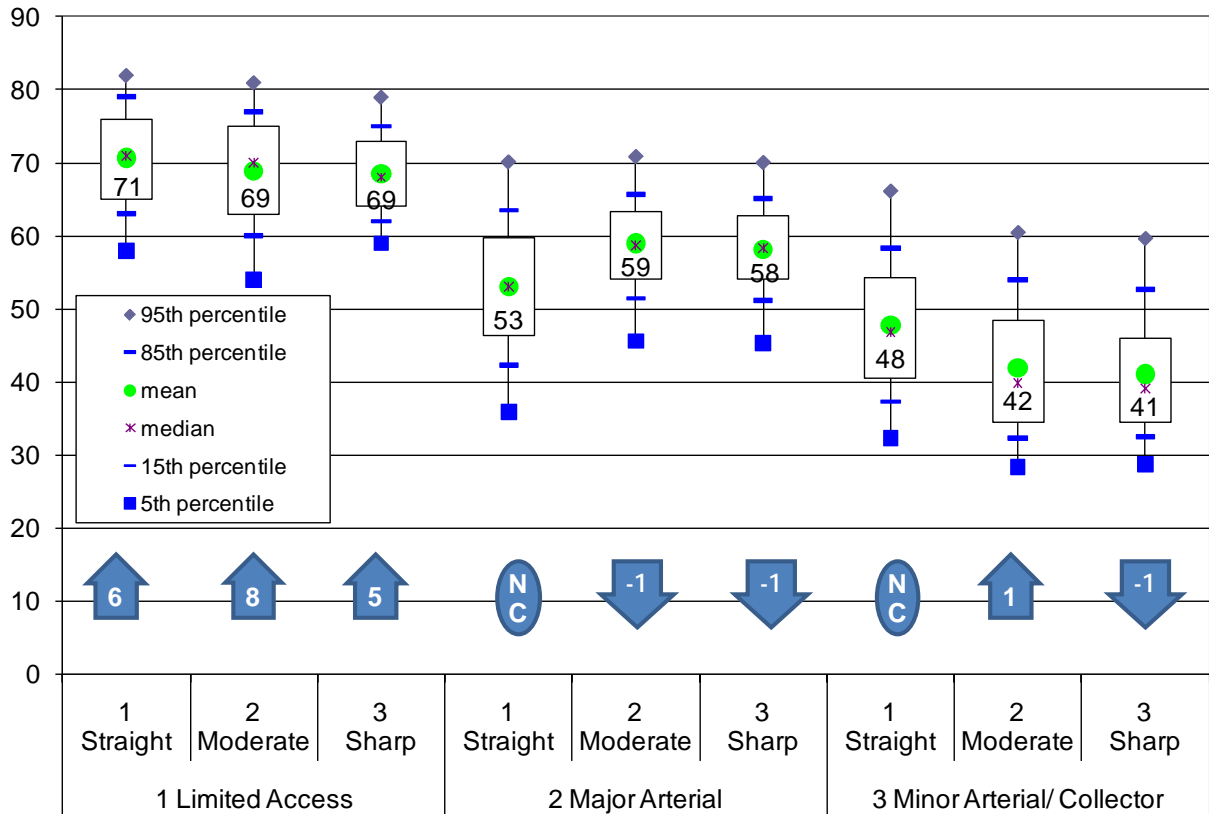 90
80
70
60
50
40
30
20
10
0
71
69
69
53
59
58
48
42
41
95th percentile
85th percentile
mean
median
15th percentile
5th percentile
6
8
5
N
C
-1
-1
N
C
1
-1
1
Straight
2
Moderate
3
Sharp
1
Straight
2
Moderate
3
Sharp
1
Straight
2
Moderate
3
Sharp
1 Limited Access
2 Major Arterial
3 Minor Arterial/ Collector